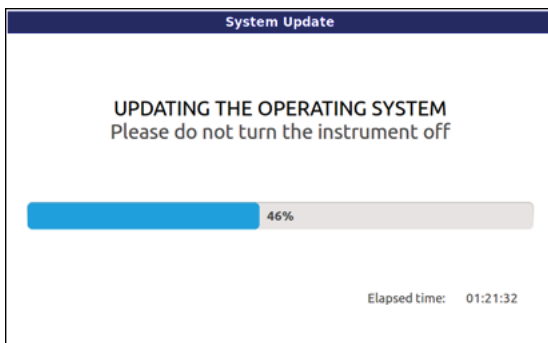 System Update
UPDATING THE OPERATING SYSTEM
Please do not turn the instrument off
46%
Elapsed time: 01:21:32